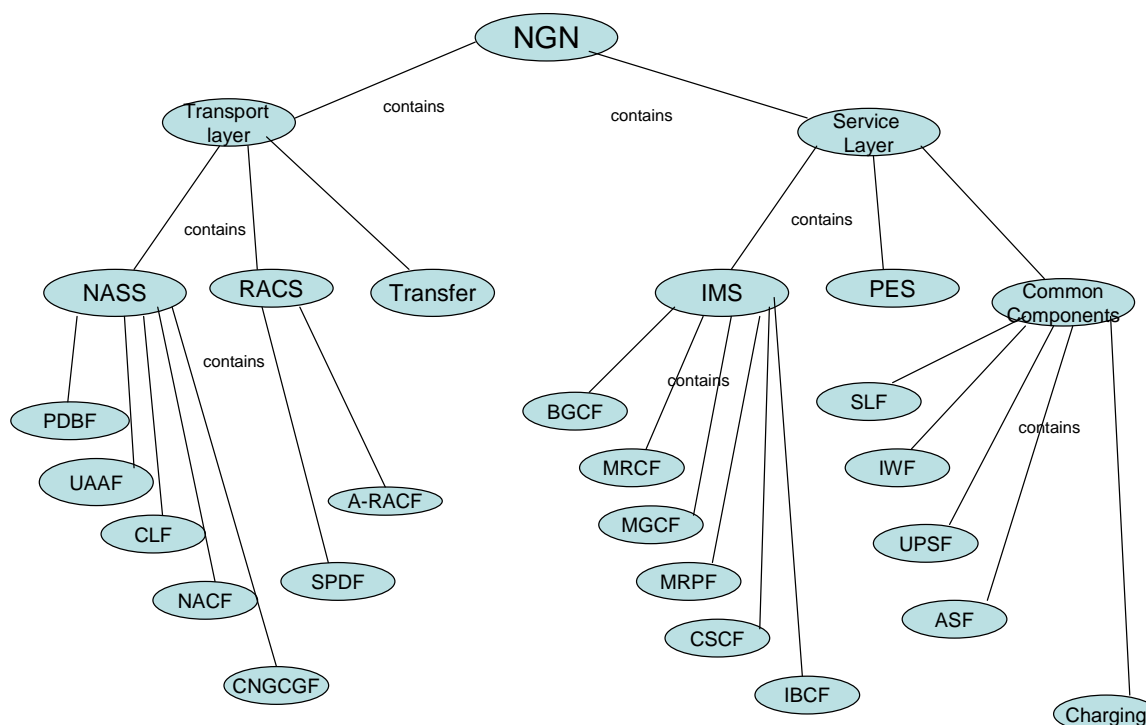 NGN
contains
contains
Transport
layer
Service
Layer
contains
contains
NASS
RACS
Transfer
IMS
PES
Common
Components
contains
contains
contains
PDBF
UAAF
CLF
NACF
CNGCGF
A-RACF
SPDF
BGCF
MRCF
MGCF
MRPF
CSCF
IBCF
SLF
IWF
UPSF
ASF
Charging